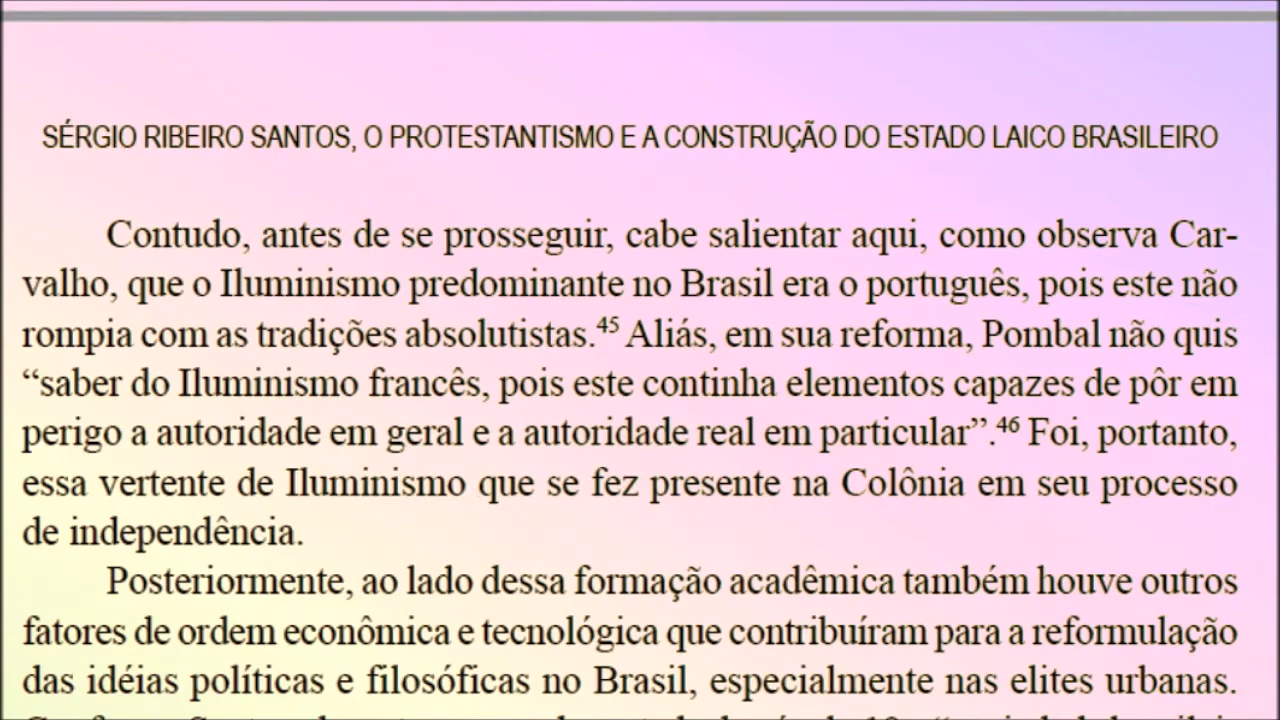 SÉRGIO RIBEIRO SANTOS, O PROTESTANTISMO E A CONSTRUÇÃO DO ESTADO LAICO BRASILEIRO
Contudo, antes de se prosseguir, cabe salientar aqui, como observa Car-
valho, que o Iluminismo predominante no Brasil era o português, pois este não
rompia com as tradições absolutistas.⁴⁵ Aliás, em sua reforma, Pombal não quis
“saber do Iluminismo francês, pois este continha elementos capazes de pôr em
perigo a autoridade em geral e a autoridade real em particular”.⁴⁶ Foi, portanto,
essa vertente de Iluminismo que se fez presente na Colônia em seu processo
de independência.
Posteriormente, ao lado dessa formação acadêmica também houve outros
fatores de ordem econômica e tecnológica que contribuíram para a reformulação
das idéias políticas e filosóficas no Brasil, especialmente nas elites urbanas.